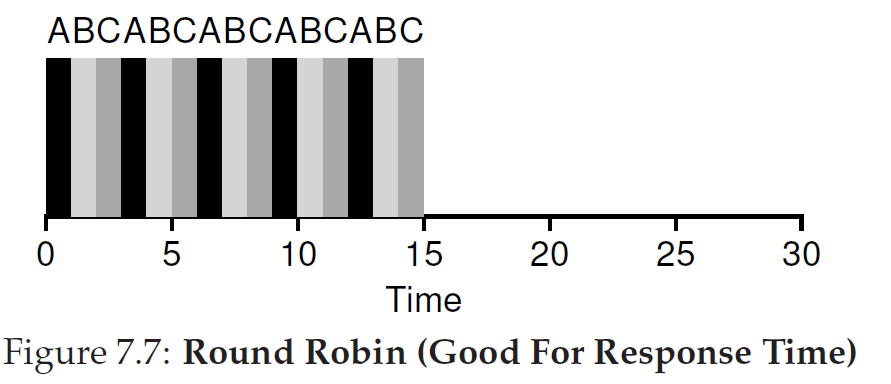 ABCABCABCABCABC
0 5 10 15 20 25 30
Time
Figure 7.7: Round Robin (Good For Response Time)